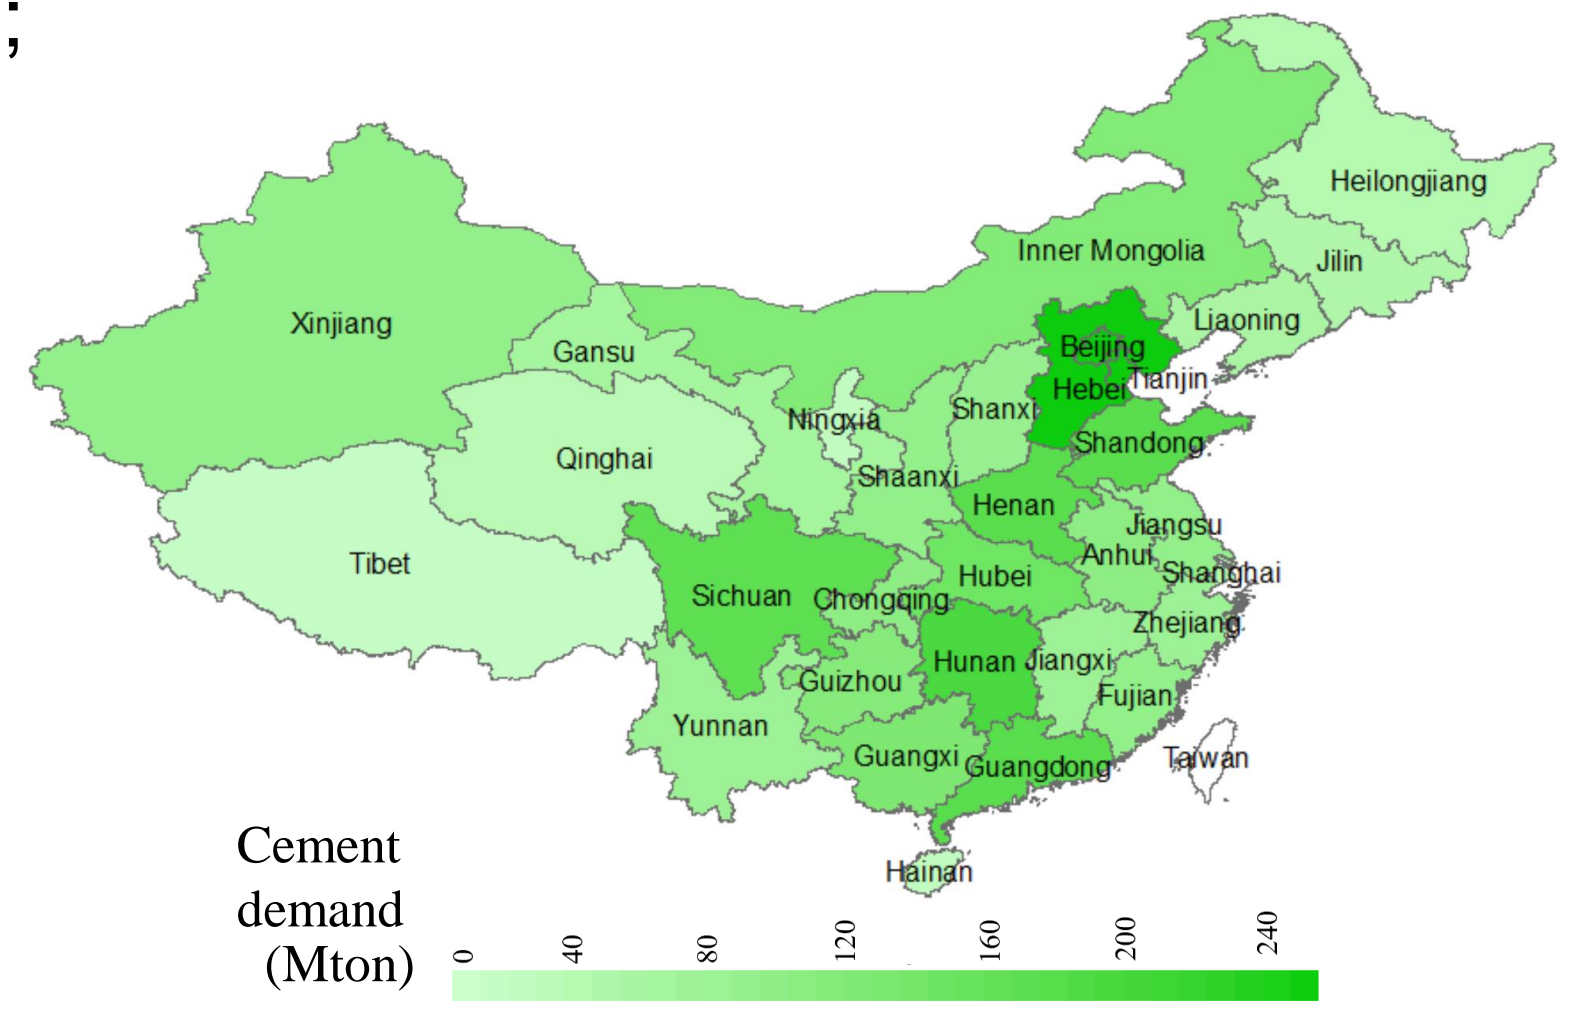 ;
Heilongjiang
Inner Mongolia
Jilin
Xinjiang
Liaoning
Gansu
Beijing
Tianjin
Hebei
Ningxia
Shanxi
Shandong
Qinghai
Shaanxi
Henan
Jiangsu
Tibet
Anhui
Hubei
Shanghai
Sichuan
Chongqing
Zhejiang
Hunan
Jiangxi
Guizhou
Fujian
Yunnan
Guangxi
Guangdong
Taiwan
Hainan
Cement
demand
(Mton)
0 40 80 120 160 200 240